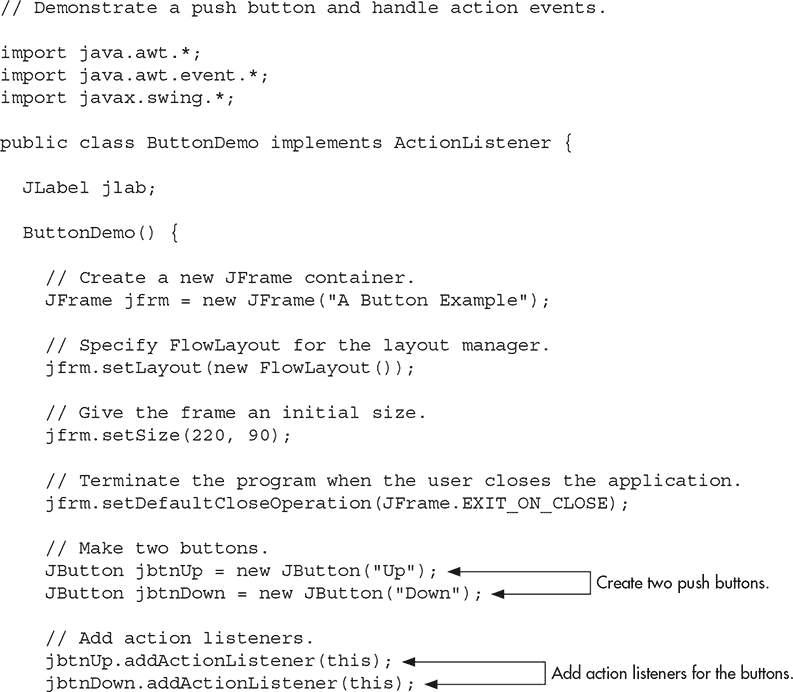 // Demonstrate a push button and handle action events.
import java.awt.*;
import java.awt.event.*;
import javax.swing.*;
public class ButtonDemo implements ActionListener {
JLabel jlab;
ButtonDemo() {
// Create a new JFrame container.
JFrame jfrm = new JFrame("A Button Example");
// Specify FlowLayout for the layout manager.
jfrm.setLayout(new FlowLayout());
// Give the frame an initial size.
jfrm.setSize(220, 90);
// Terminate the program when the user closes the application.
jfrm.setDefaultCloseOperation(JFrame.EXIT_ON_CLOSE);
// Make two buttons.
JButton jbtnUp = new JButton("Up");
JButton jbtnDown = new JButton("Down");
Create two push buttons.
// Add action listeners.
jbtnUp.addActionListener(this);
jbtnDown.addActionListener(this);
Add action listeners for the buttons.